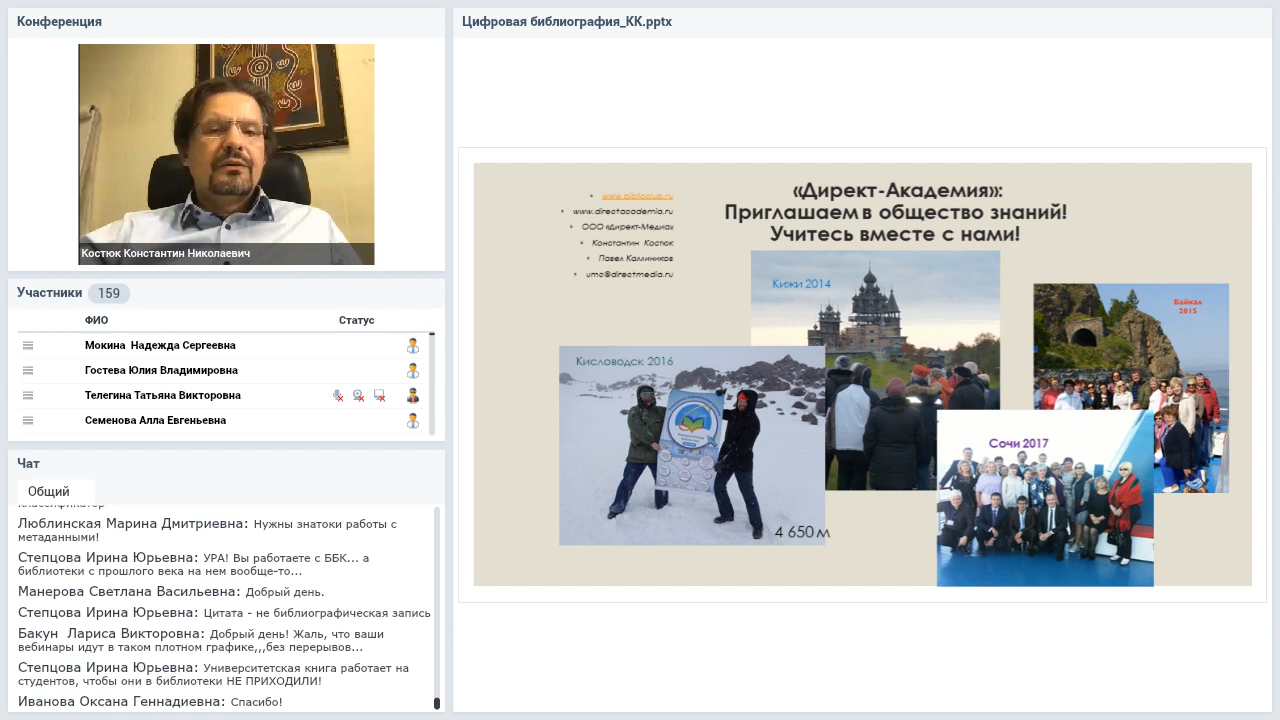 Конференция
Костюк Константин Николаевич
Участники 159
ФИО Статус
Мокина Надежда Сергеевна
Гостева Юлия Владимировна
Телегина Татьяна Викторовна
Семенова Алла Евгеньевна
Чат
Общий
классификатор
Люблинская Марина Дмитриевна: Нужны знатоки работы с
метаданными!
Степцова Ирина Юрьевна: УРА! Вы работаете с ББК... а
библиотеки с прошлого века на нем вообще-то...
Манерова Светлана Васильевна: Добрый день.
Степцова Ирина Юрьевна: Цитата - не библиографическая запись
Бакун Лариса Викторовна: Добрый день! Жаль, что ваши
вебинары идут в таком плотном графике,,,без перерывов...
Степцова Ирина Юрьевна: Университетская книга работает на
студентов, чтобы они в библиотеки НЕ ПРИХОДИЛИ!
Иванова Оксана Геннадиевна: Спасибо!
Цифровая библиография_КК.pptx
www.biblioclub.ru
www.directacademia.ru
ООО «Директ-Медиа»
Константин Костюк
Павел Каллиников
umc@directmedia.ru
«Директ-Академия»:
Приглашаем в общество знаний!
Учитесь вместе с нами!
Кижи 2014
Байкал
2015
Кисловодск 2016
4 650 м
Сочи 2017